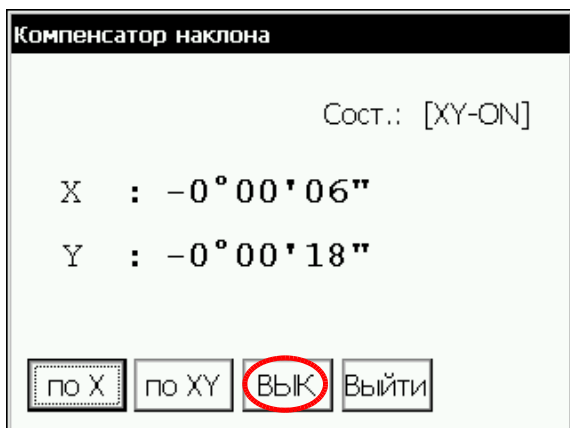 Компенсатор наклона
Сост.: [XY-ON]
X : -0°00'06"
Y : -0°00'18"
по X по XY ВЫК Выйти